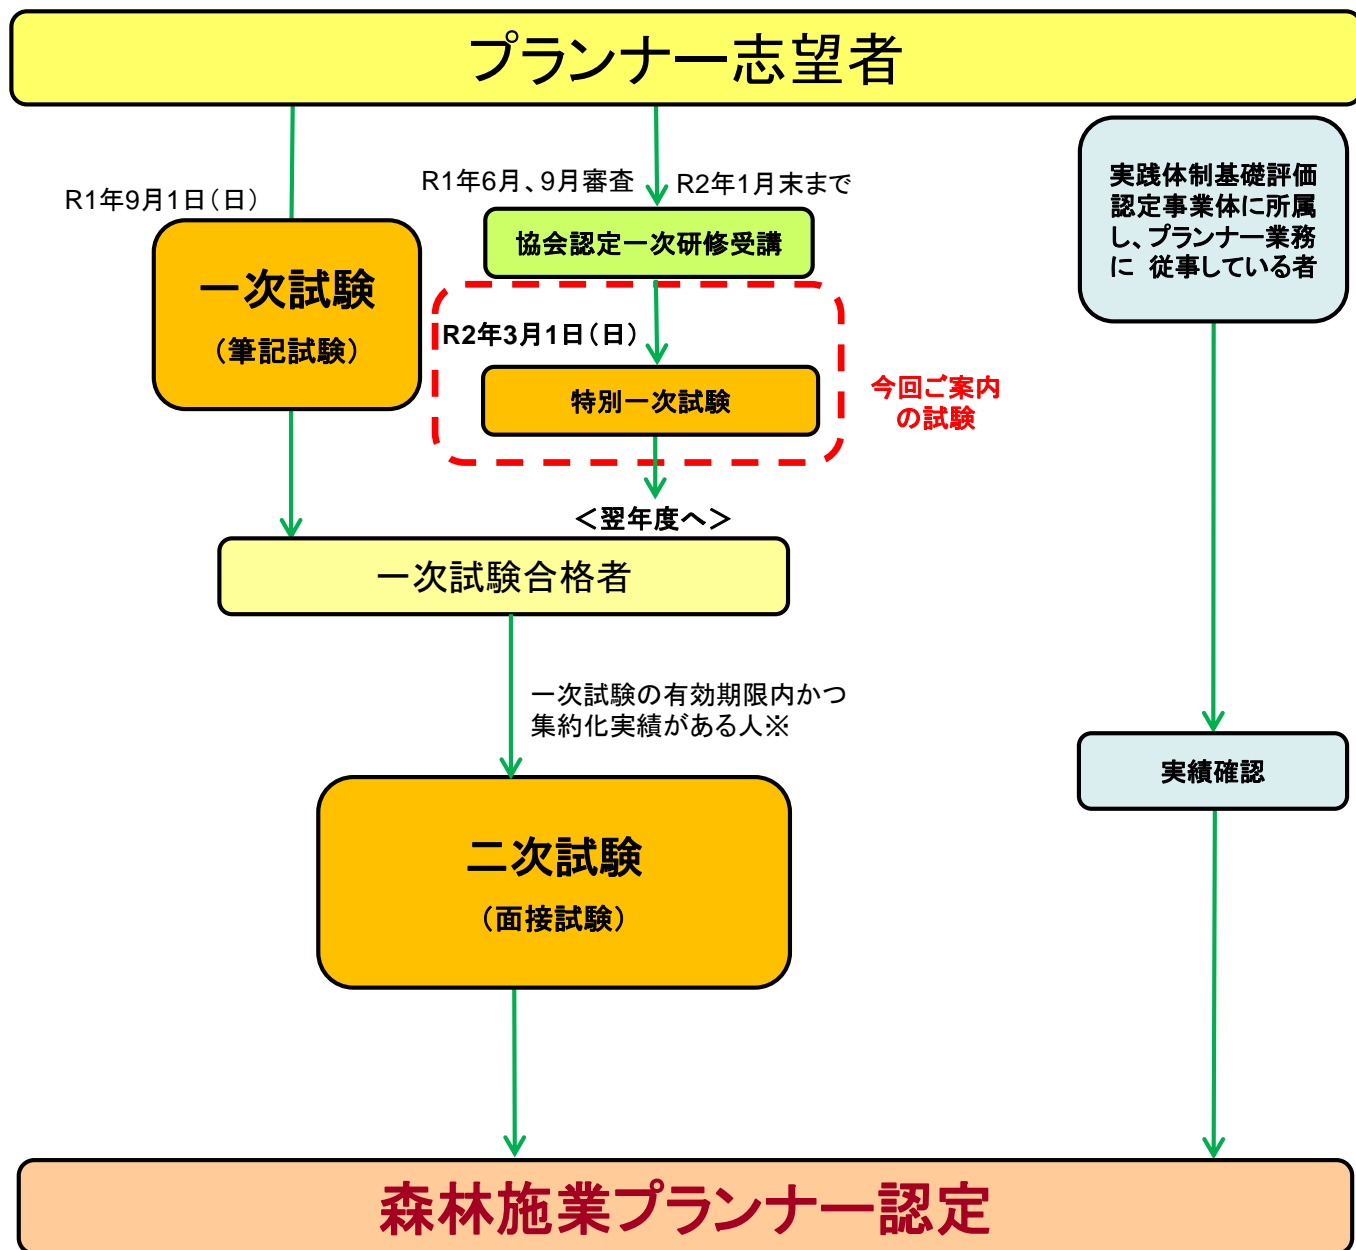 プランナー志望者
R1年9月1日（日）
一次試験
（筆記試験）
R1年6月、9月審査
R2年1月末まで
協会認定一次研修受講
R2年3月1日（日）
特別一次試験
今回ご案内
の試験
＜翌年度へ＞
一次試験合格者
一次試験の有効期限内かつ
集約化実績がある人※
二次試験
（面接試験）
実践体制基礎評価
認定事業体に所属
し、プランナー業務
に 従事している者
実績確認
森林施業プランナー認定